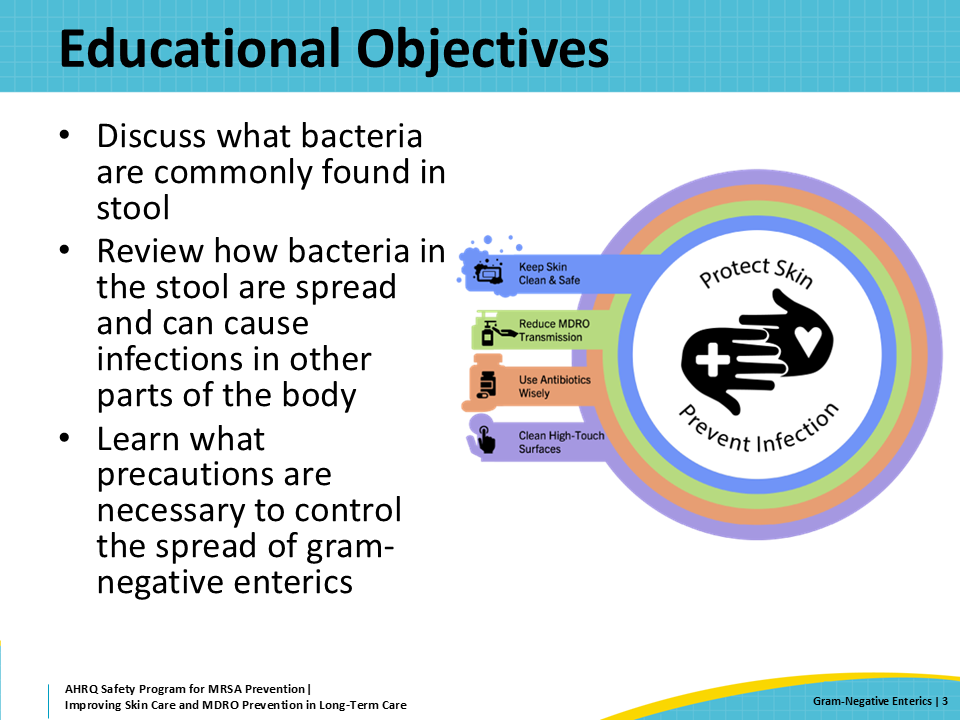 Educational Objectives
• Discuss what bacteria
are commonly found in
stool
• Review how bacteria in
the stool are spread
and can cause
infections in other
parts of the body
• Learn what
precautions are
necessary to control
the spread of gram-
negative enterics
Keep Skin
Clean & Safe
Reduce MDRO
Transmission
Use Antibiotics
Wisely
Clean High-Touch
Surfaces
Protect Skin
Prevent Infection
AHRQ Safety Program for MRSA Prevention|
Improving Skin Care and MDRO Prevention in Long-Term Care
Gram-Negative Enterics | 3